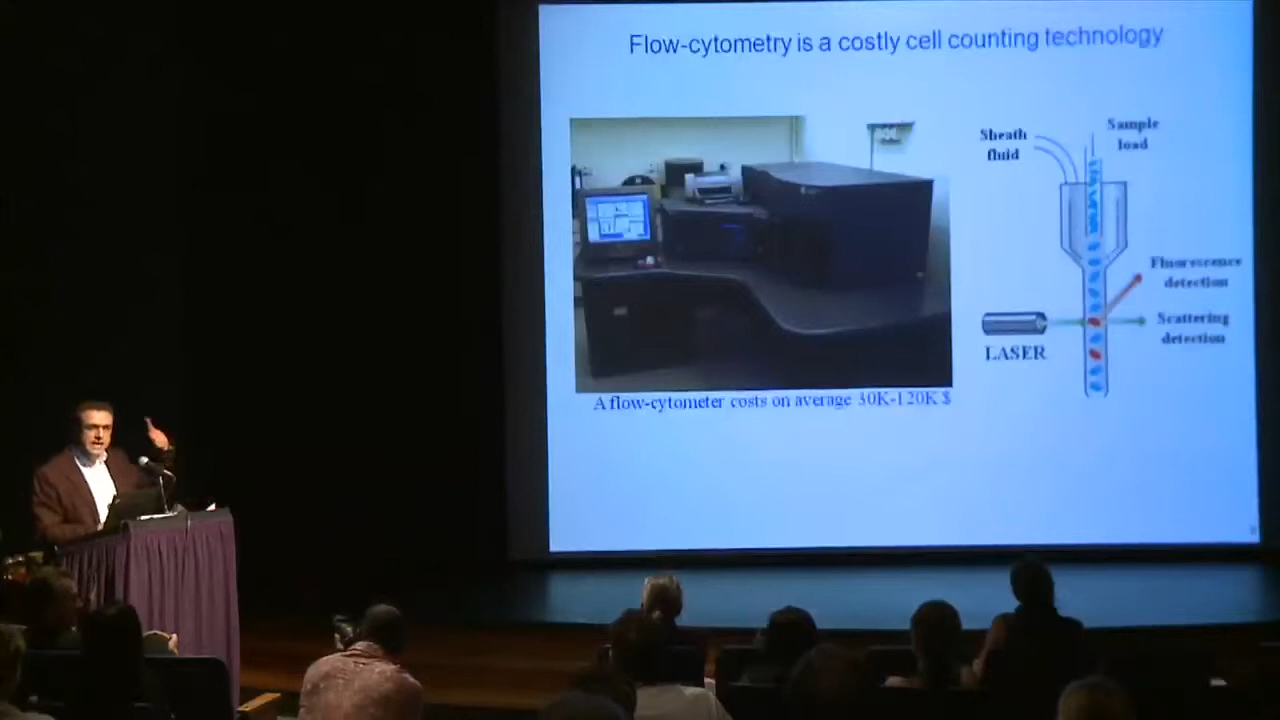 Flow-cytometry is a costly cell counting technology
Sheath
fluid
Sample
load
Fluorescence
detection
Scattering
detection
LASER
A flow-cytometer costs on average 30K-120K $